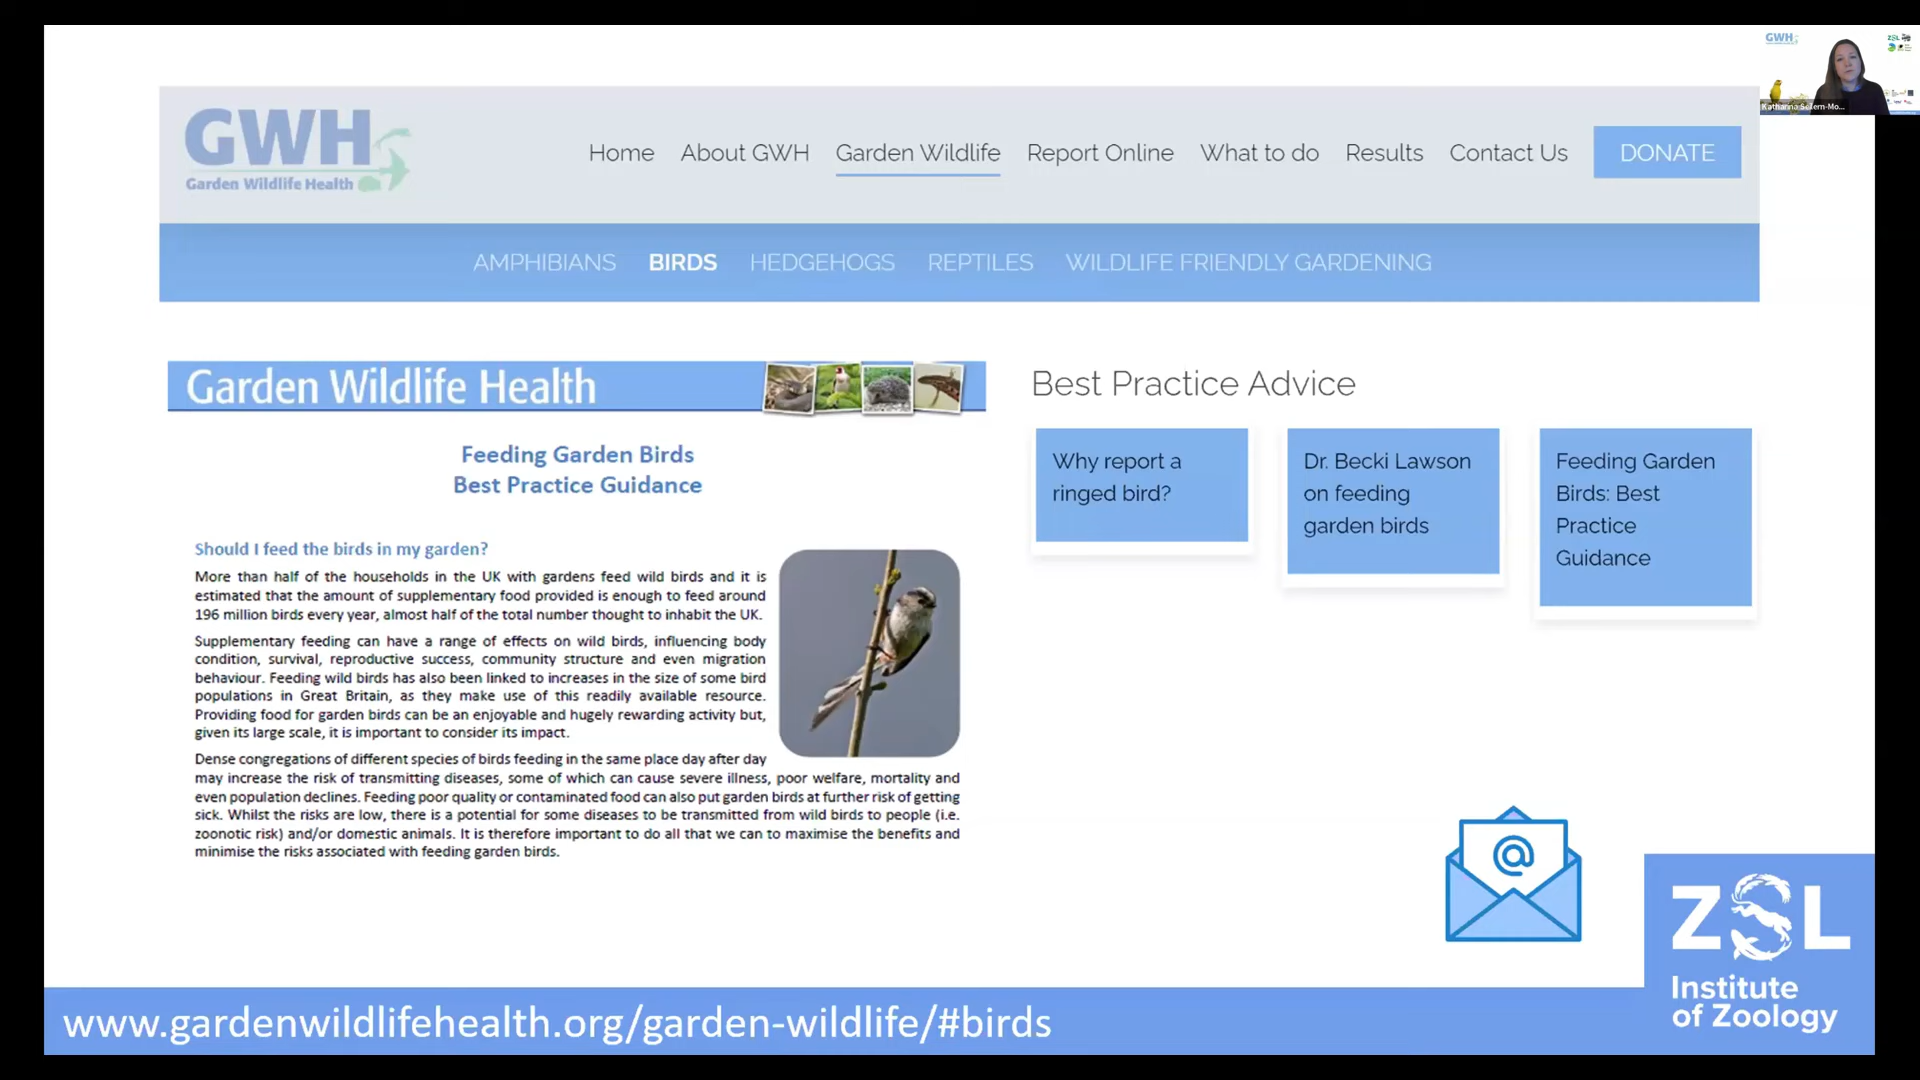 GWH
Garden Wildlife Health
Home About GWH Garden Wildlife Report Online What to do Results Contact Us DONATE
AMPHIBIANS BIRDS HEDGEHOGS REPTILES WILDLIFE FRIENDLY GARDENING
Garden Wildlife Health
Feeding Garden Birds
Best Practice Guidance
Should I feed the birds in my garden?
More than half of the households in the UK with gardens feed wild birds and it is
estimated that the amount of supplementary food provided is enough to feed around
196 million birds every year, almost half of the total number thought to inhabit the UK.
Supplementary feeding can have a range of effects on wild birds, influencing body
condition, survival, reproductive success, community structure and even migration
behaviour. Feeding wild birds has also been linked to increases in the size of some bird
populations in Great Britain, as they make use of this readily available resource.
Providing food for garden birds can be an enjoyable and hugely rewarding activity but,
given its large scale, it is important to consider its impact.
Dense congregations of different species of birds feeding in the same place day after day
may increase the risk of transmitting diseases, some of which can cause severe illness, poor welfare, mortality and
even population declines. Feeding poor quality or contaminated food can also put garden birds at further risk of getting
sick. Whilst the risks are low, there is a potential for some diseases to be transmitted from wild birds to people (i.e.
zoonotic risk) and/or domestic animals. It is therefore important to do all that we can to maximise the benefits and
minimise the risks associated with feeding garden birds.
Best Practice Advice
Why report a
ringed bird?
Dr. Becki Lawson
on feeding
garden birds
Feeding Garden
Birds: Best
Practice
Guidance
@
ZSL
Institute
of Zoology
www.gardenwildlifehealth.org/garden-wildlife/#birds
GWH
ZSL